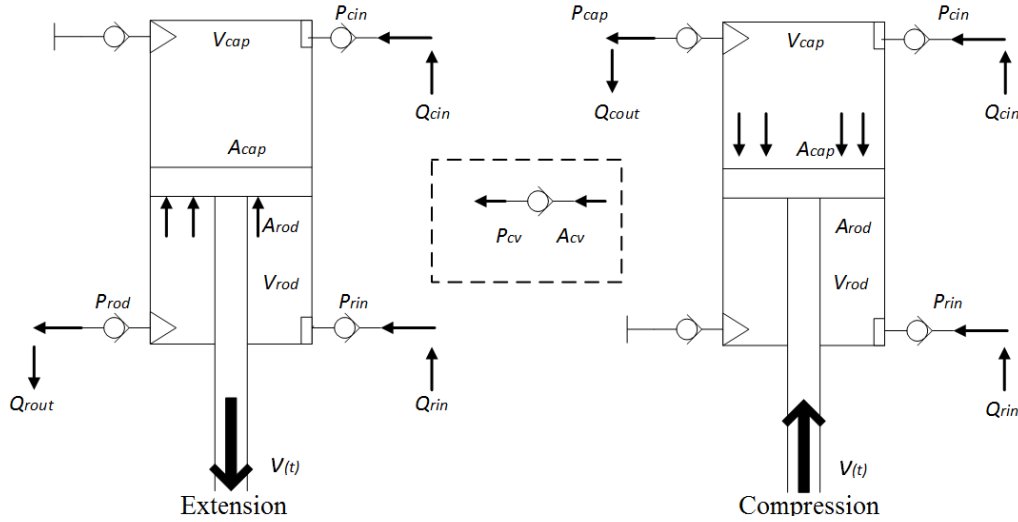 Pcin
Vcap
Qcin
Acap
Arod
Vrod
Prod
Prin
Qrout
Qrin
V(t)
Extension
Pcv
Acv
Pcap
Pcin
Vcap
Qcout
Qcin
Acap
Arod
Vrod
Prin
Qrin
V(t)
Compression